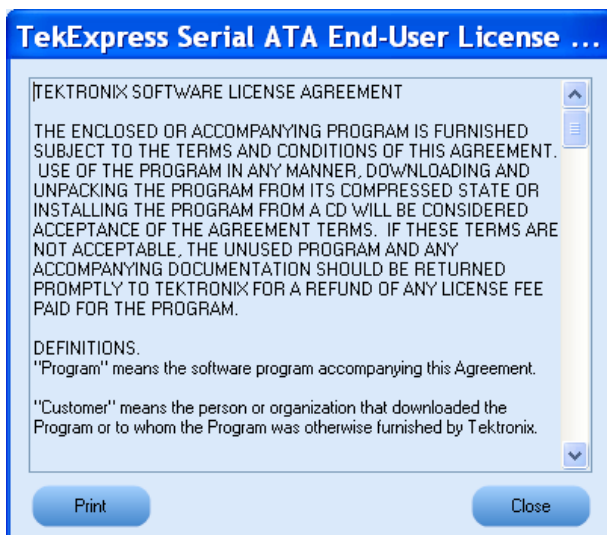 TekExpress Serial ATA End-User License ...
TEKTRONIX SOFTWARE LICENSE AGREEMENT
THE ENCLOSED OR ACCOMPANYING PROGRAM IS FURNISHED
SUBJECT TO THE TERMS AND CONDITIONS OF THIS AGREEMENT.
USE OF THE PROGRAM IN ANY MANNER, DOWNLOADING AND
UNPACKING THE PROGRAM FROM ITS COMPRESSED STATE OR
INSTALLING THE PROGRAM FROM A CD WILL BE CONSIDERED
ACCEPTANCE OF THE AGREEMENT TERMS. IF THESE TERMS ARE
NOT ACCEPTABLE, THE UNUSED PROGRAM AND ANY
ACCOMPANYING DOCUMENTATION SHOULD BE RETURNED
PROMPTLY TO TEKTRONIX FOR A REFUND OF ANY LICENSE FEE
PAID FOR THE PROGRAM.
DEFINITIONS.
"Program" means the software program accompanying this Agreement.
"Customer" means the person or organization that downloaded the
Program or to whom the Program was otherwise furnished by Tektronix.
Print
Close